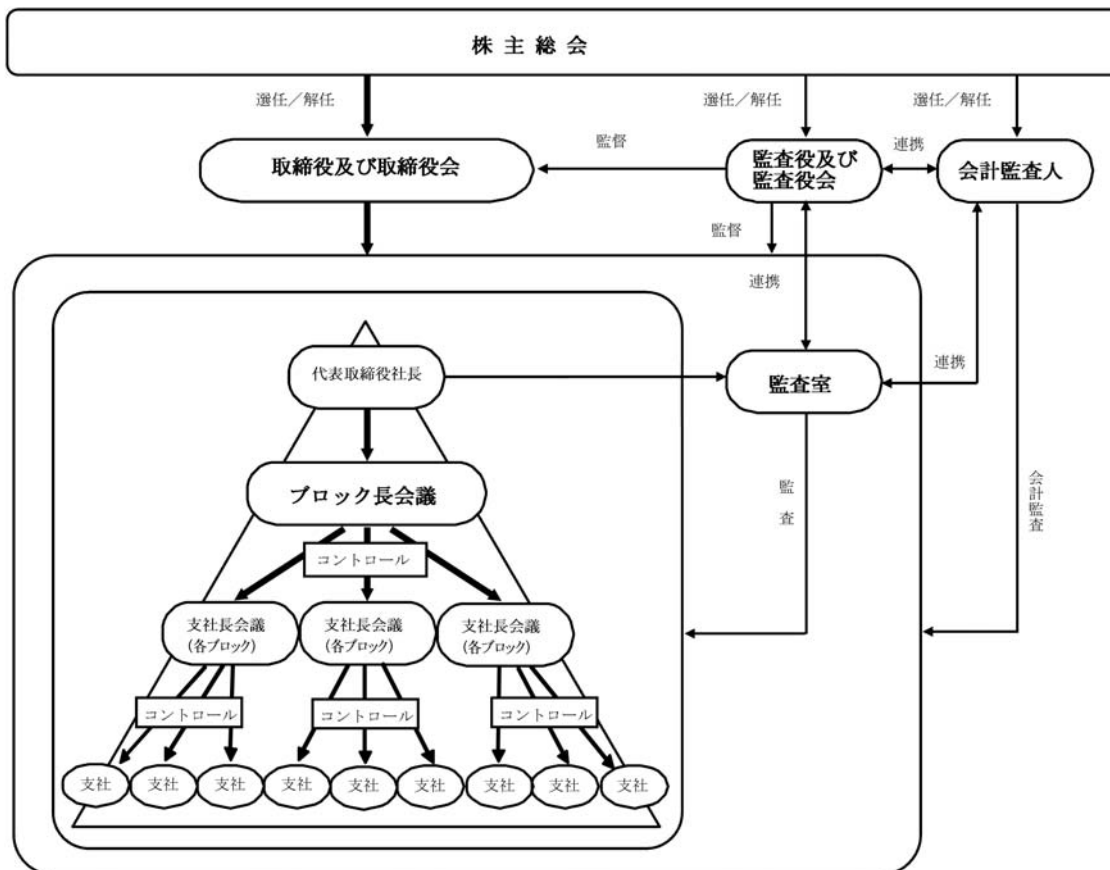 株主総会
選任／解任
選任／解任
選任／解任
取締役及び取締役会
監督
監査役及び
監査役会
連携
会計監査人
監督
連携
代表取締役社長
監査室
連携
ブロック長会議
監査
会計監査
コントロール
支社長会議
(各ブロック)
支社長会議
(各ブロック)
支社長会議
(各ブロック)
コントロール
コントロール
コントロール
支社
支社
支社
支社
支社
支社
支社
支社
支社